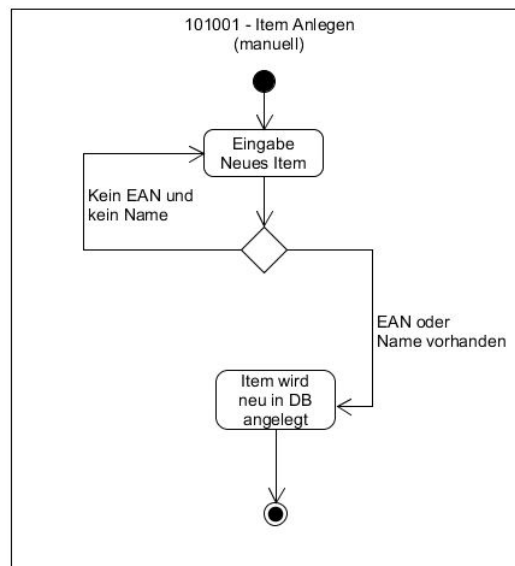 101001 - Item Anlegen
(manuell)
Eingabe
Neues Item
Kein EAN und
kein Name
EAN oder
Name vorhanden
Item wird
neu in DB
angelegt